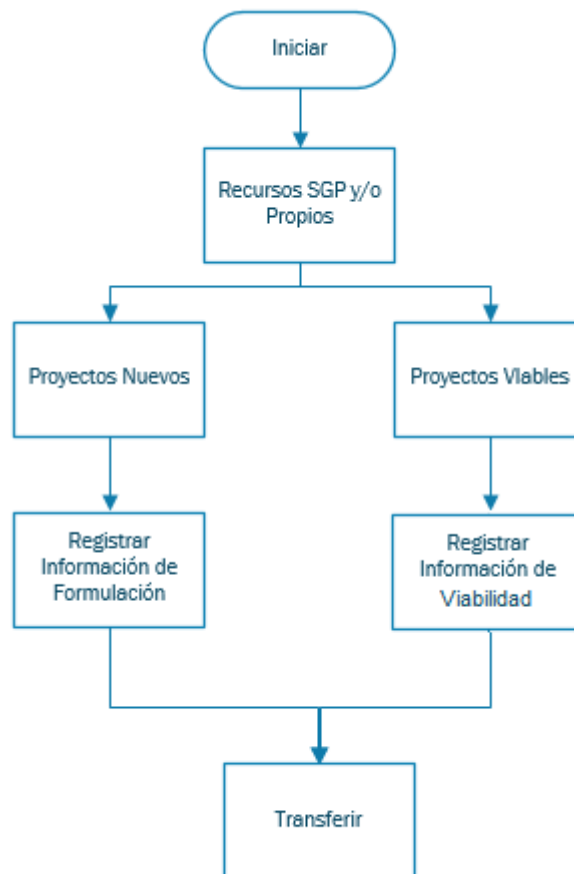 Iniciar
Recursos SGP y/o
Propios
Proyectos Nuevos
Proyectos VIables
Registrar
Información de
Formulación
Registrar
Información de
Viabilidad
Transferir